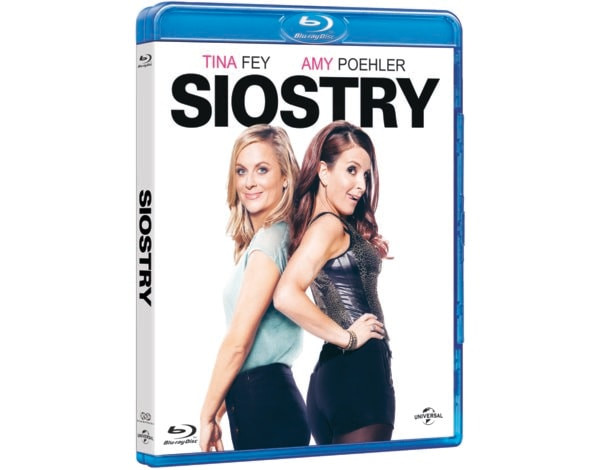 Blu-ray Disc
TINA FEY AMY POEHLER
SIOSTRY
SIOSTRY
Blu-ray Disc
UNIVERSAL